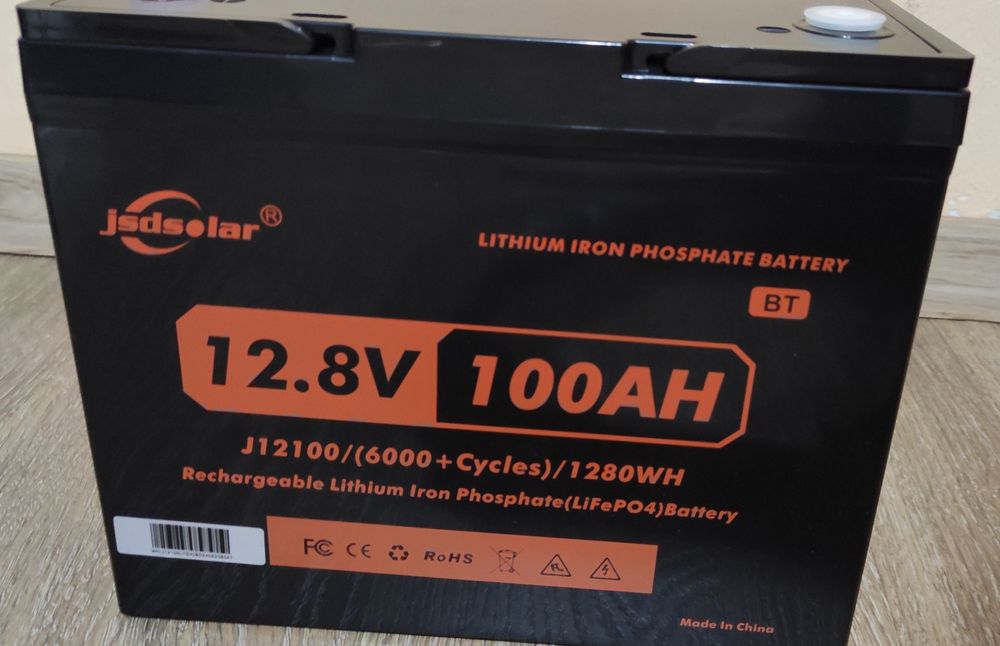 jsdsolar®
LITHIUM IRON PHOSPHATE BATTERY
BT
12.8V 100AH
J12100/(6000+Cycles)/1280WH
Rechargeable Lithium Iron Phosphate(LiFePO4)Battery
FC CE RoHS
Made In China